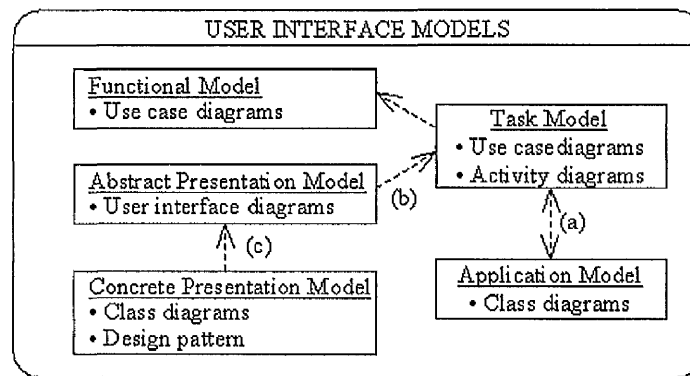 USER INTERFACE MODELS
Functional Model
• Use case diagrams
Task Model
• Use case diagrams
• Activity diagrams
Abstract Presentation Model
• User interface diagrams
(b)
(a)
(c)
Concrete Presentation Model
• Class diagrams
• Design pattern
Application Model
• Class diagrams